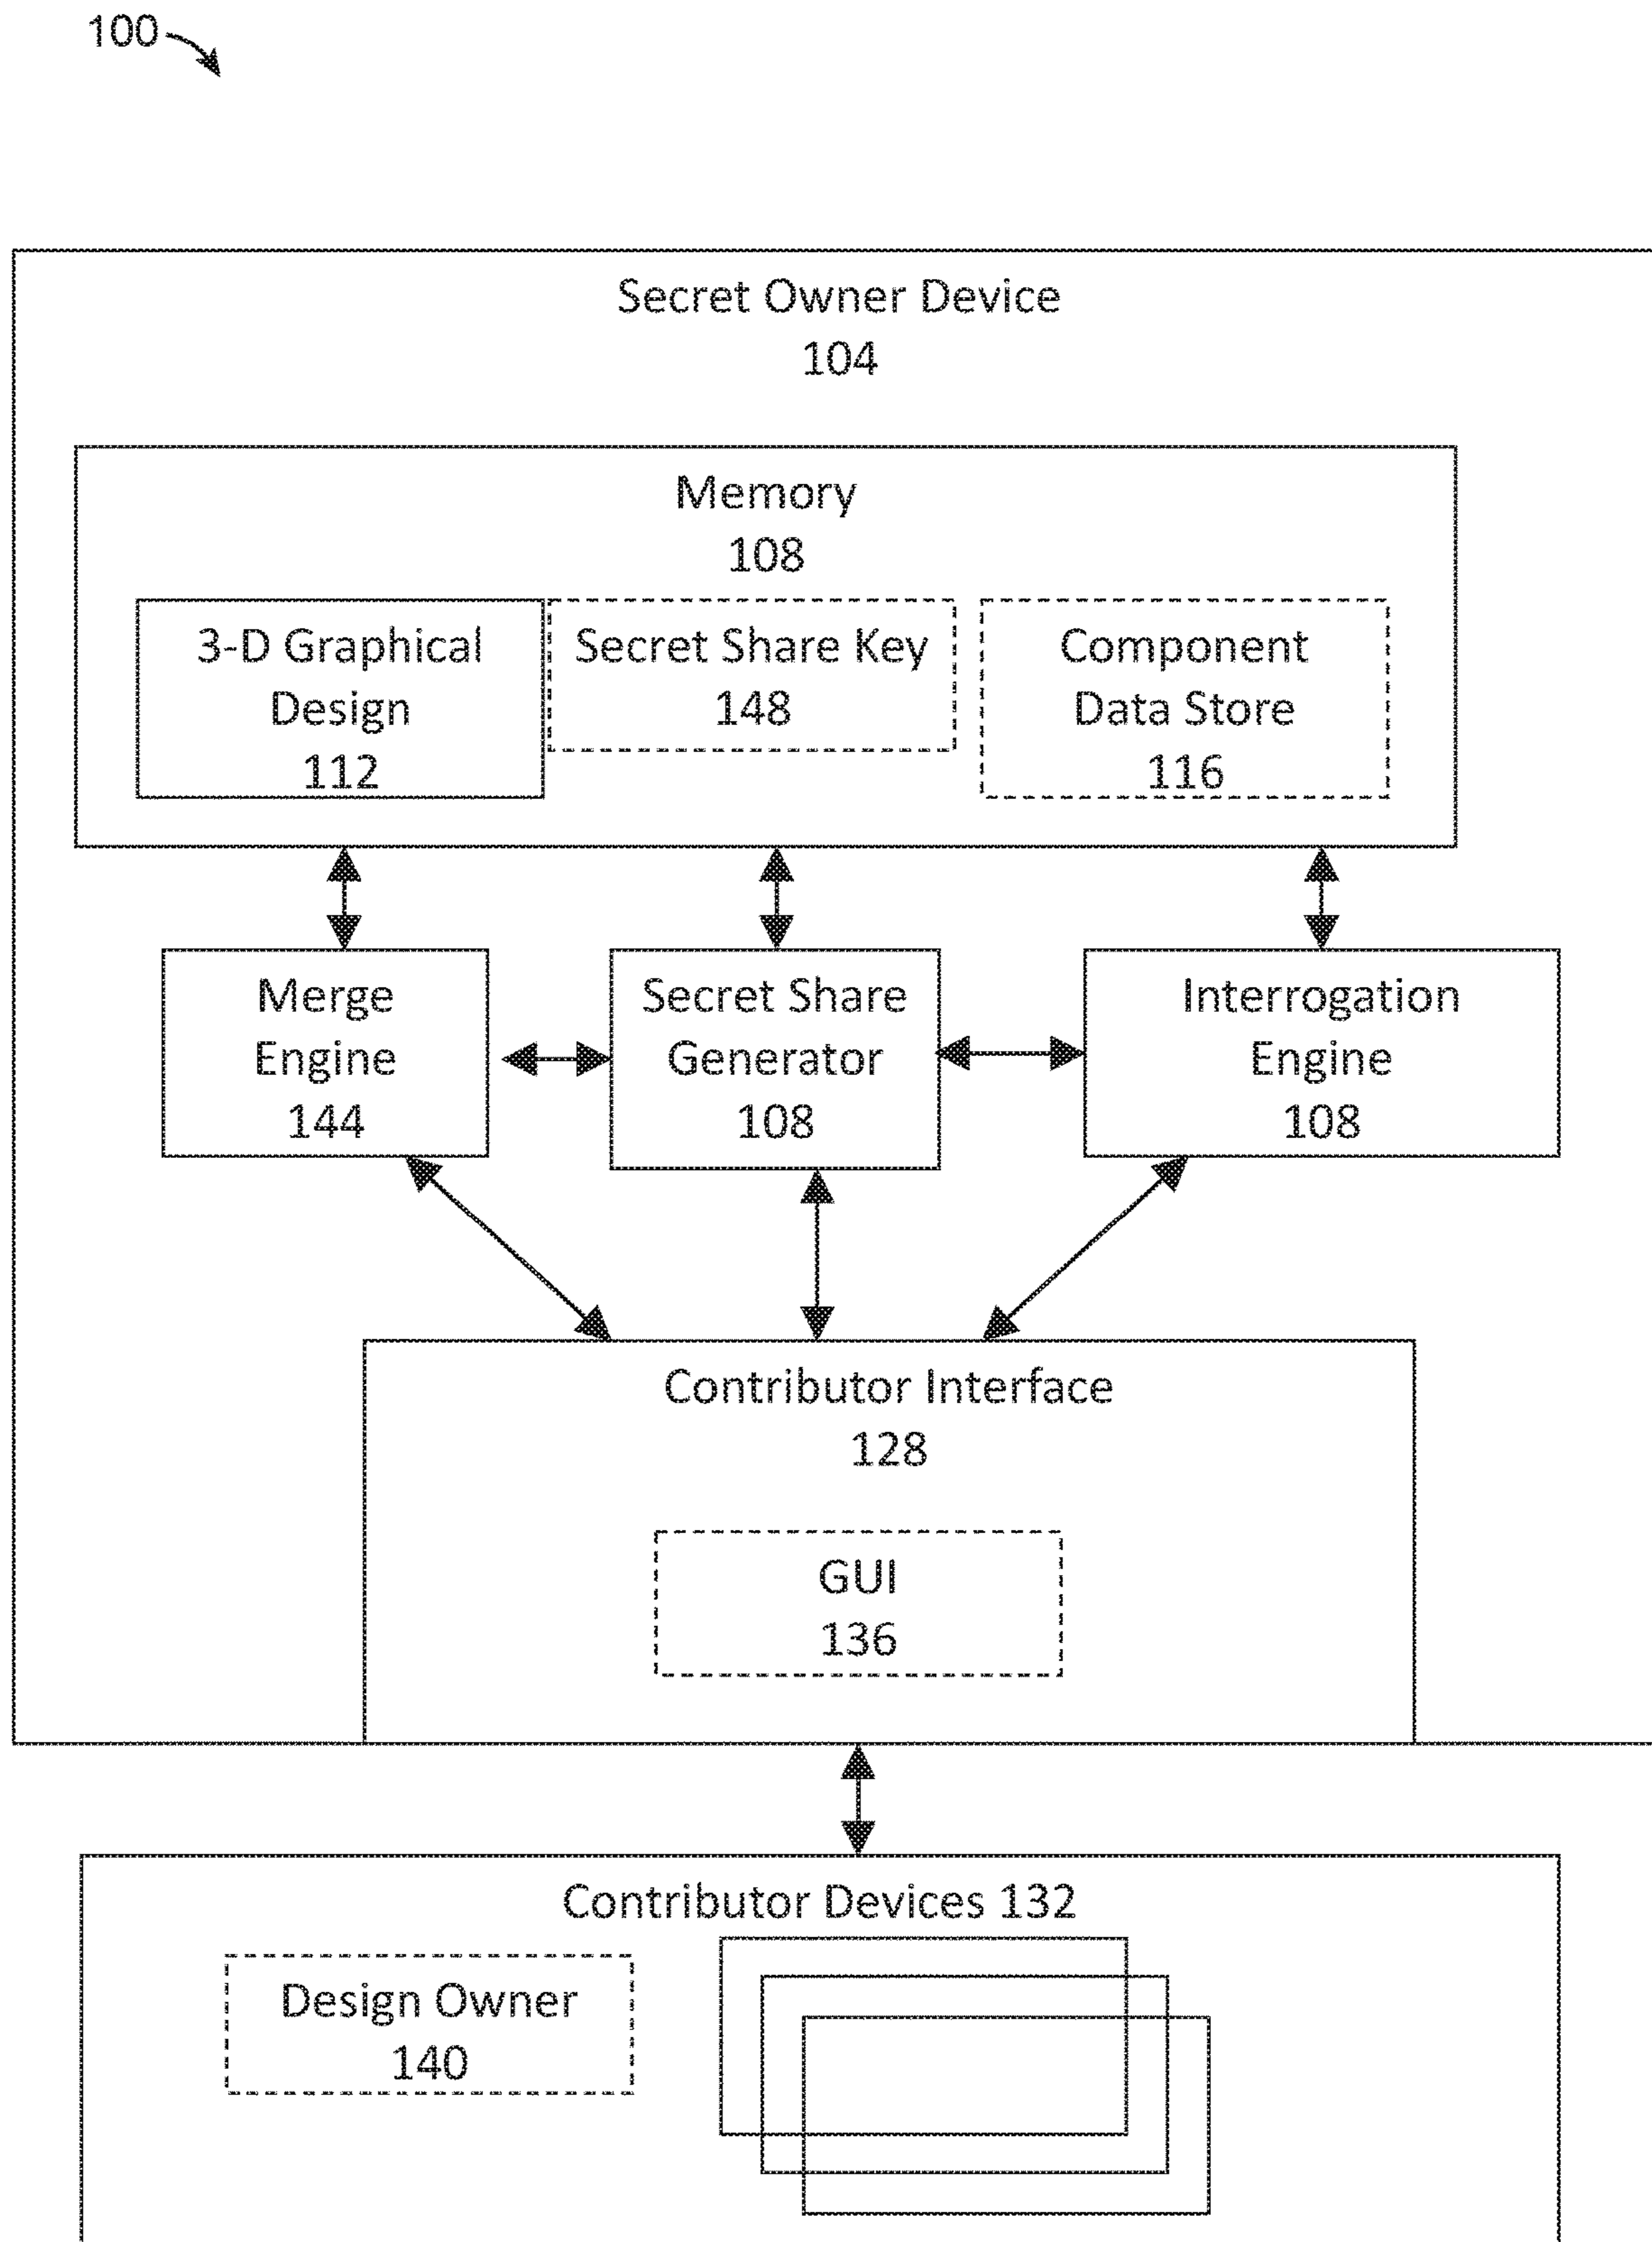 100
Secret Owner Device
104
Memory
108
3-D Graphical
Design
112
Secret Share Key
148
Component
Data Store
116
Merge
Engine
144
Secret Share
Generator
108
Interrogation
Engine
108
Contributor Interface
128
GUI
136
Contributor Devices 132
Design Owner
140